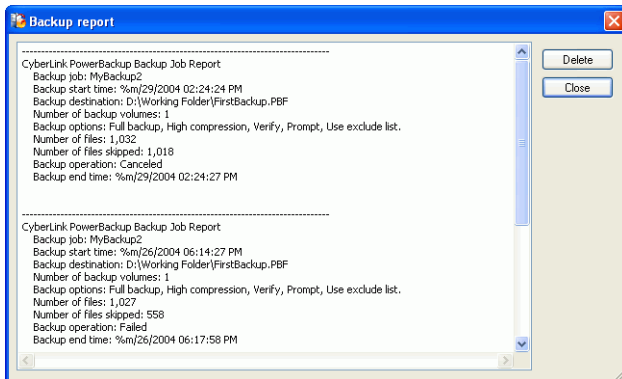 Backup report
--------------------------------------------------------------------------------
CyberLink PowerBackup Backup Job Report
Backup job: MyBackup2
Backup start time: %m/29/2004 02:24:24 PM
Backup destination: D:\Working Folder\FirstBackup.PBF
Number of backup volumes: 1
Backup options: Full backup, High compression, Verify, Prompt, Use exclude list.
Number of files: 1,032
Number of files skipped: 1,018
Backup operation: Canceled
Backup end time: %m/29/2004 02:24:27 PM
--------------------------------------------------------------------------------
CyberLink PowerBackup Backup Job Report
Backup job: MyBackup2
Backup start time: %m/26/2004 06:14:27 PM
Backup destination: D:\Working Folder\FirstBackup.PBF
Number of backup volumes: 1
Backup options: Full backup, High compression, Verify, Prompt, Use exclude list.
Number of files: 1,027
Number of files skipped: 558
Backup operation: Failed
Backup end time: %m/26/2004 06:17:58 PM
Delete
Close